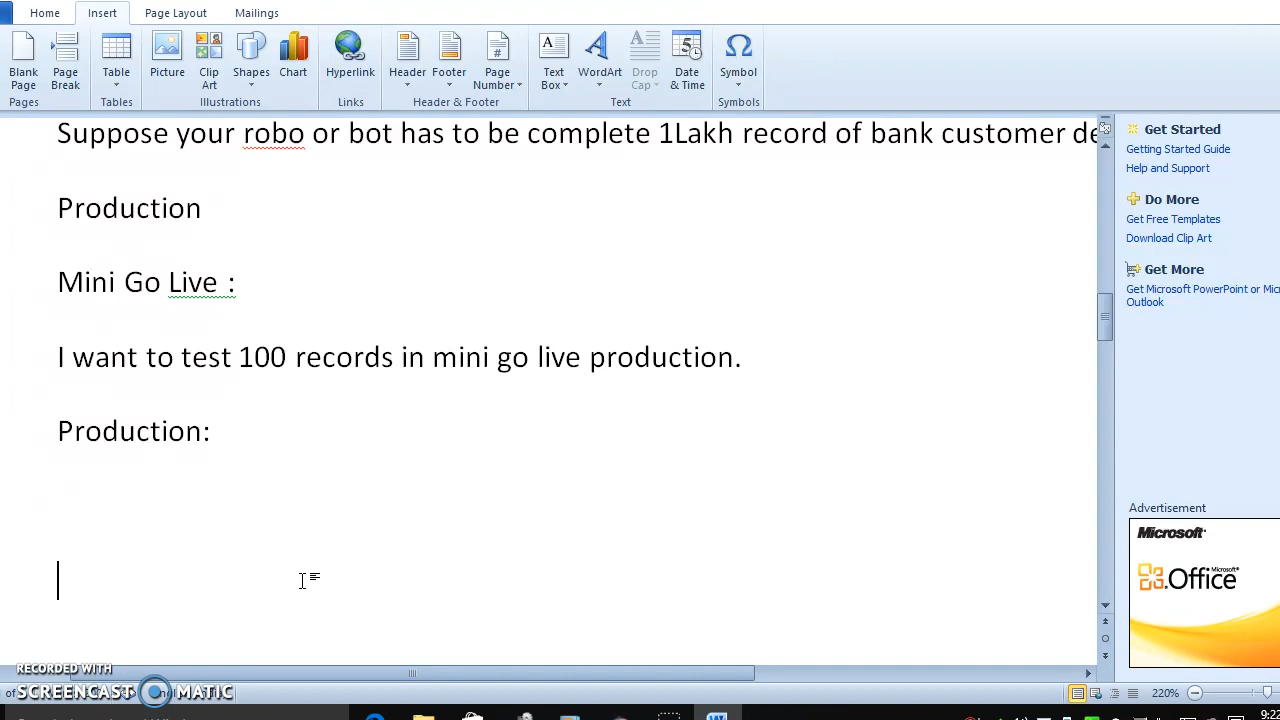 Home Insert Page Layout Mailings
Blank Page
Page Break
Table
Picture
Clip Art
Shapes
Chart
Hyperlink
Header
Footer
Page Number
Text Box
WordArt
Drop Cap
Date & Time
Symbol
Pages Tables Illustrations Links Header & Footer Text Symbols
Suppose your robo or bot has to be complete 1Lakh record of bank customer de
Production
Mini Go Live :
I want to test 100 records in mini go live production.
Production:
Get Started
Getting Started Guide
Help and Support
Do More
Get Free Templates
Download Clip Art
Get More
Get Microsoft PowerPoint or Micr
Outlook
Advertisement
Microsoft
Office
Microsoft
RECORDED WITH
SCREENCAST MATIC
220%